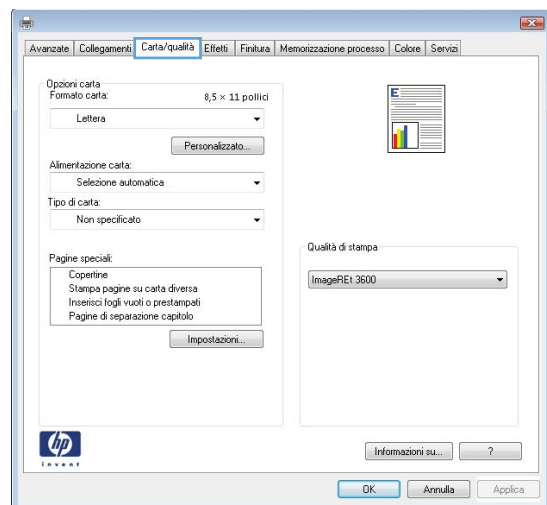 Avanzate Collegamenti Carta/qualità Effetti Finitura Memorizzazione processo Colore Servizi
Opzioni carta
Formato carta: 8,5 × 11 pollici
Lettera
Personalizzato...
Alimentazione carta:
Selezione automatica
Tipo di carta:
Non specificato
Pagine speciali:
Copertine
Stampa pagine su carta diversa
Inserisci fogli vuoti o prestampati
Pagine di separazione capitolo
Impostazioni...
E
Qualità di stampa
ImageREt 3600
hp
invent
Informazioni su... ?
OK Annulla Applica